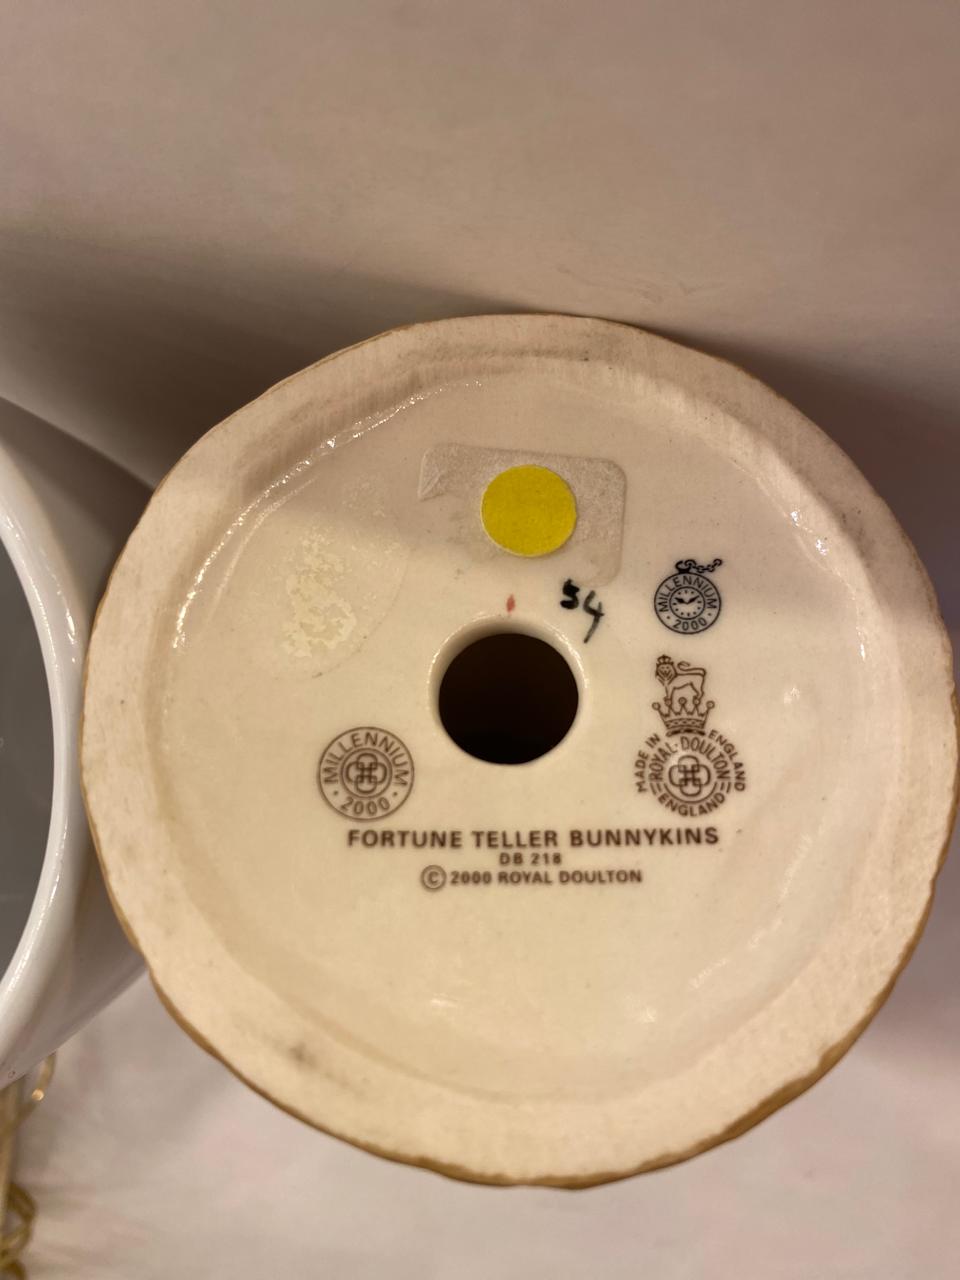 54
MILLENNIUM
· 2000 ·
MADE IN ENGLAND
ROYAL · DOULTON
ENGLAND
MILLENNIUM
· 2000 ·
FORTUNE TELLER BUNNYKINS
DB 218
© 2000 ROYAL DOULTON